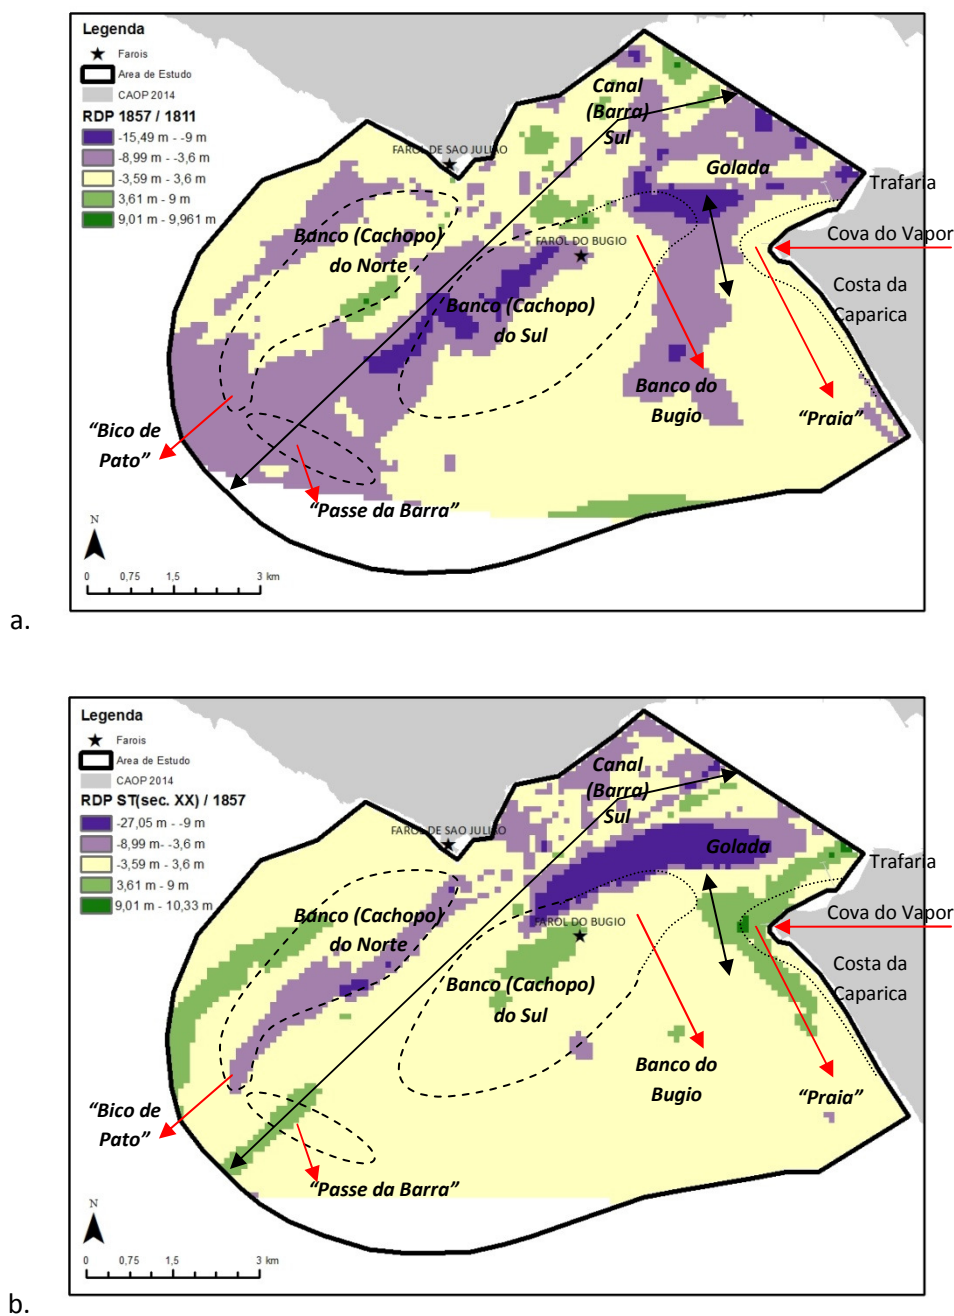 Legenda
Farois
Area de Estudo
CAOP 2014
RDP 1857 / 1811
-15,49 m - -9 m
-8,99 m - -3,6 m
-3,59 m - 3,6 m
3,61 m - 9 m
9,01 m - 9,961 m
Canal
(Barra)
Sul
FAROL DE SAO JULIAO
Golada
Trafaria
Cova do Vapor
Banco (Cachopo)
do Norte
FAROL DO BUGIO
Costa da
Caparica
Banco (Cachopo)
do Sul
Banco do
Bugio
“Praia”
“Bico de
Pato”
“Passe da Barra”
N
0 0,75 1,5 3 km
a.
Legenda
Farois
Area de Estudo
CAOP 2014
RDP ST(sec. XX) / 1857
-27,05 m - -9 m
-8,99 m - -3,6 m
-3,59 m - 3,6 m
3,61 m - 9 m
9,01 m - 10,33 m
Canal
(Barra)
Sul
FAROL DE SAO JULIAO
Golada
Trafaria
Cova do Vapor
Banco (Cachopo)
do Norte
FAROL DO BUGIO
Costa da
Caparica
Banco (Cachopo)
do Sul
Banco do
Bugio
“Praia”
“Bico de
Pato”
“Passe da Barra”
N
0 0,75 1,5 3 km
b.